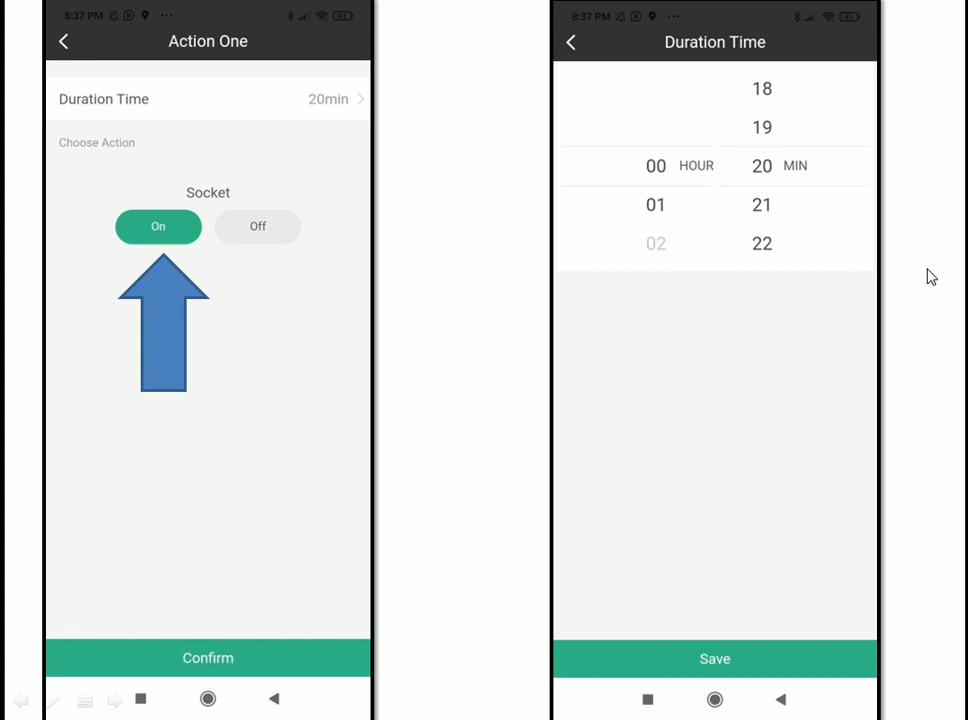 8:37 PM
Action One
Duration Time
20min
Choose Action
Socket
On
Off
Confirm
8:37 PM
Duration Time
18
19
00 HOUR 20 MIN
01 21
02 22
Save